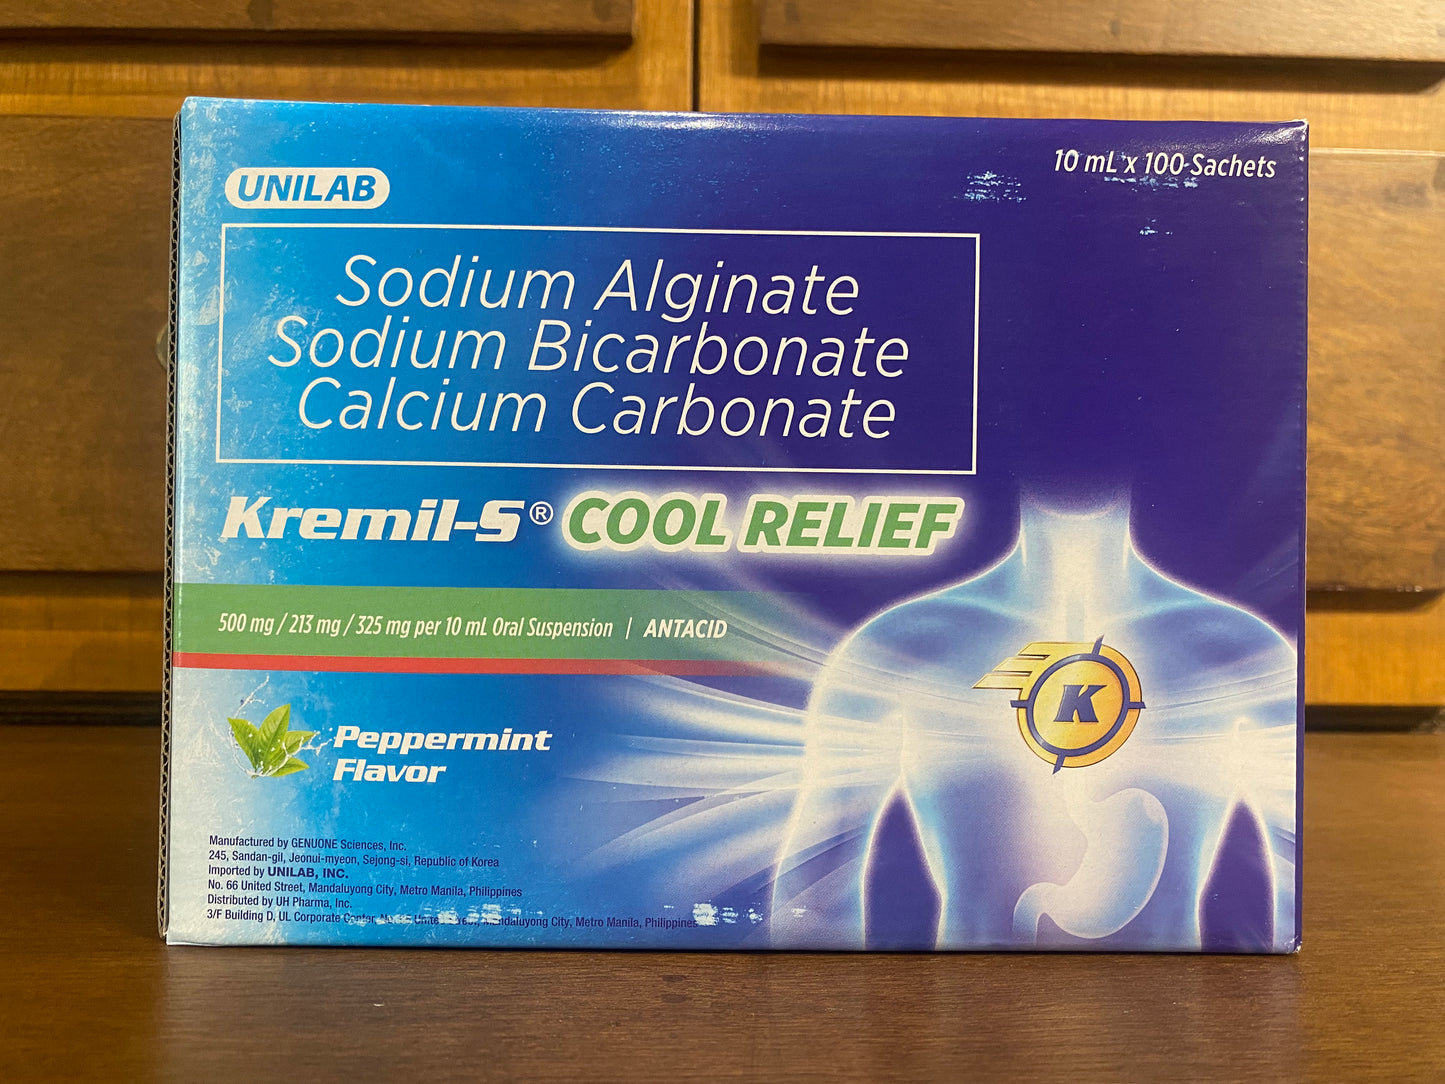 UNILAB
10 mL x 100 Sachets
Sodium Alginate
Sodium Bicarbonate
Calcium Carbonate
Kremil-S® COOL RELIEF
500 mg / 213 mg / 325 mg per 10 mL Oral Suspension | ANTACID
K
Peppermint
Flavor
Manufactured by GENUONE Sciences, Inc.
245, Sandan-gil, Jeonui-myeon, Sejong-si, Republic of Korea
Imported by UNILAB, INC.
No. 66 United Street, Mandaluyong City, Metro Manila, Philippines
Distributed by UH Pharma, Inc.
3/F Building D, UL Corporate Center, United Street, Mandaluyong City, Metro Manila, Philippines